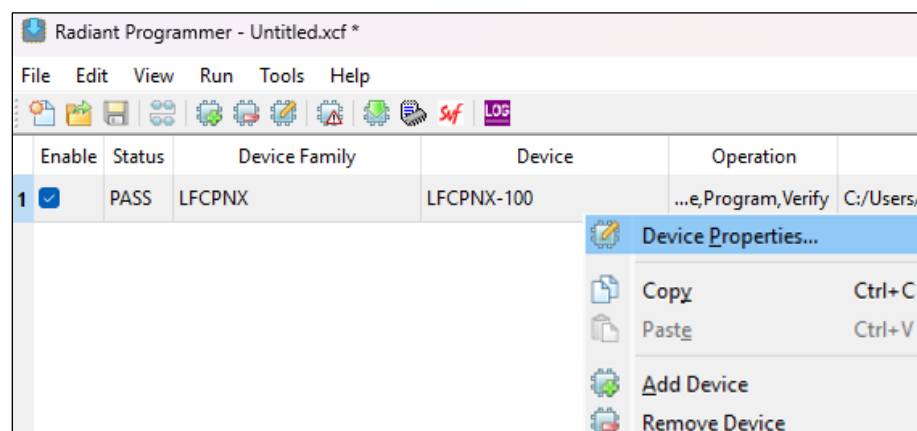 Radiant Programmer - Untitled.xcf *
File Edit View Run Tools Help
svf LOG
Enable Status Device Family Device Operation
1 PASS LFCPNX LFCPNX-100 ...e,Program,Verify C:/Users/
Device Properties...
Copy Ctrl+C
Paste Ctrl+V
Add Device
Remove Device